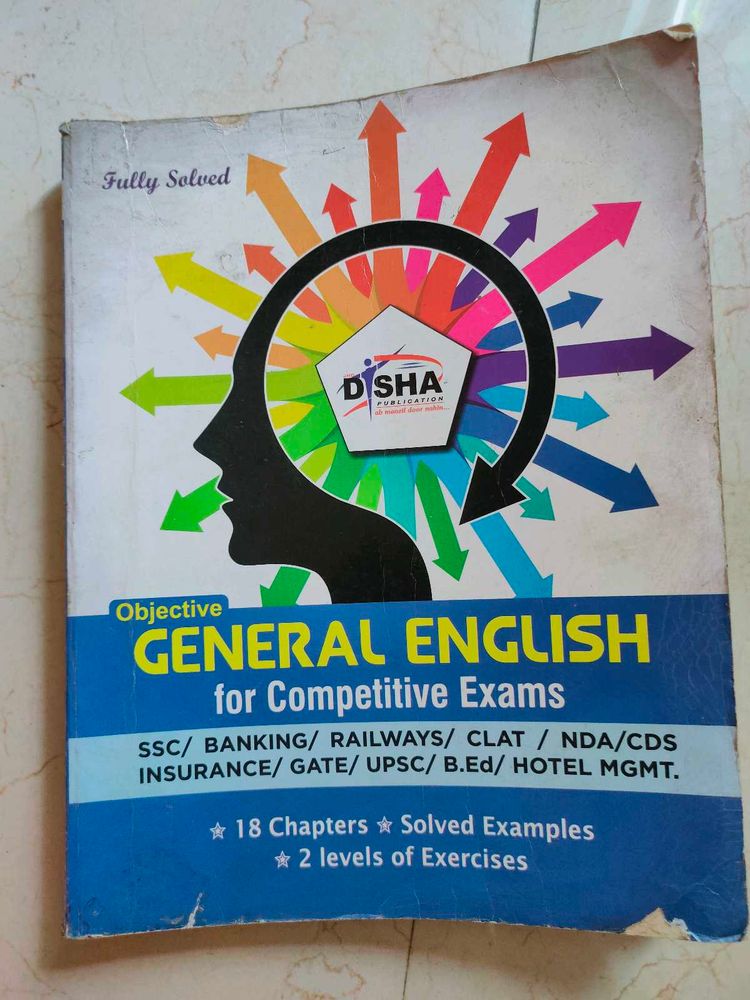 Fully Solved
DISHA
PUBLICATION
ab manzil door nahin...
Objective
GENERAL ENGLISH
for Competitive Exams
SSC/ BANKING/ RAILWAYS/ CLAT / NDA/CDS
INSURANCE/ GATE/ UPSC/ B.Ed/ HOTEL MGMT.
18 Chapters Solved Examples
2 levels of Exercises